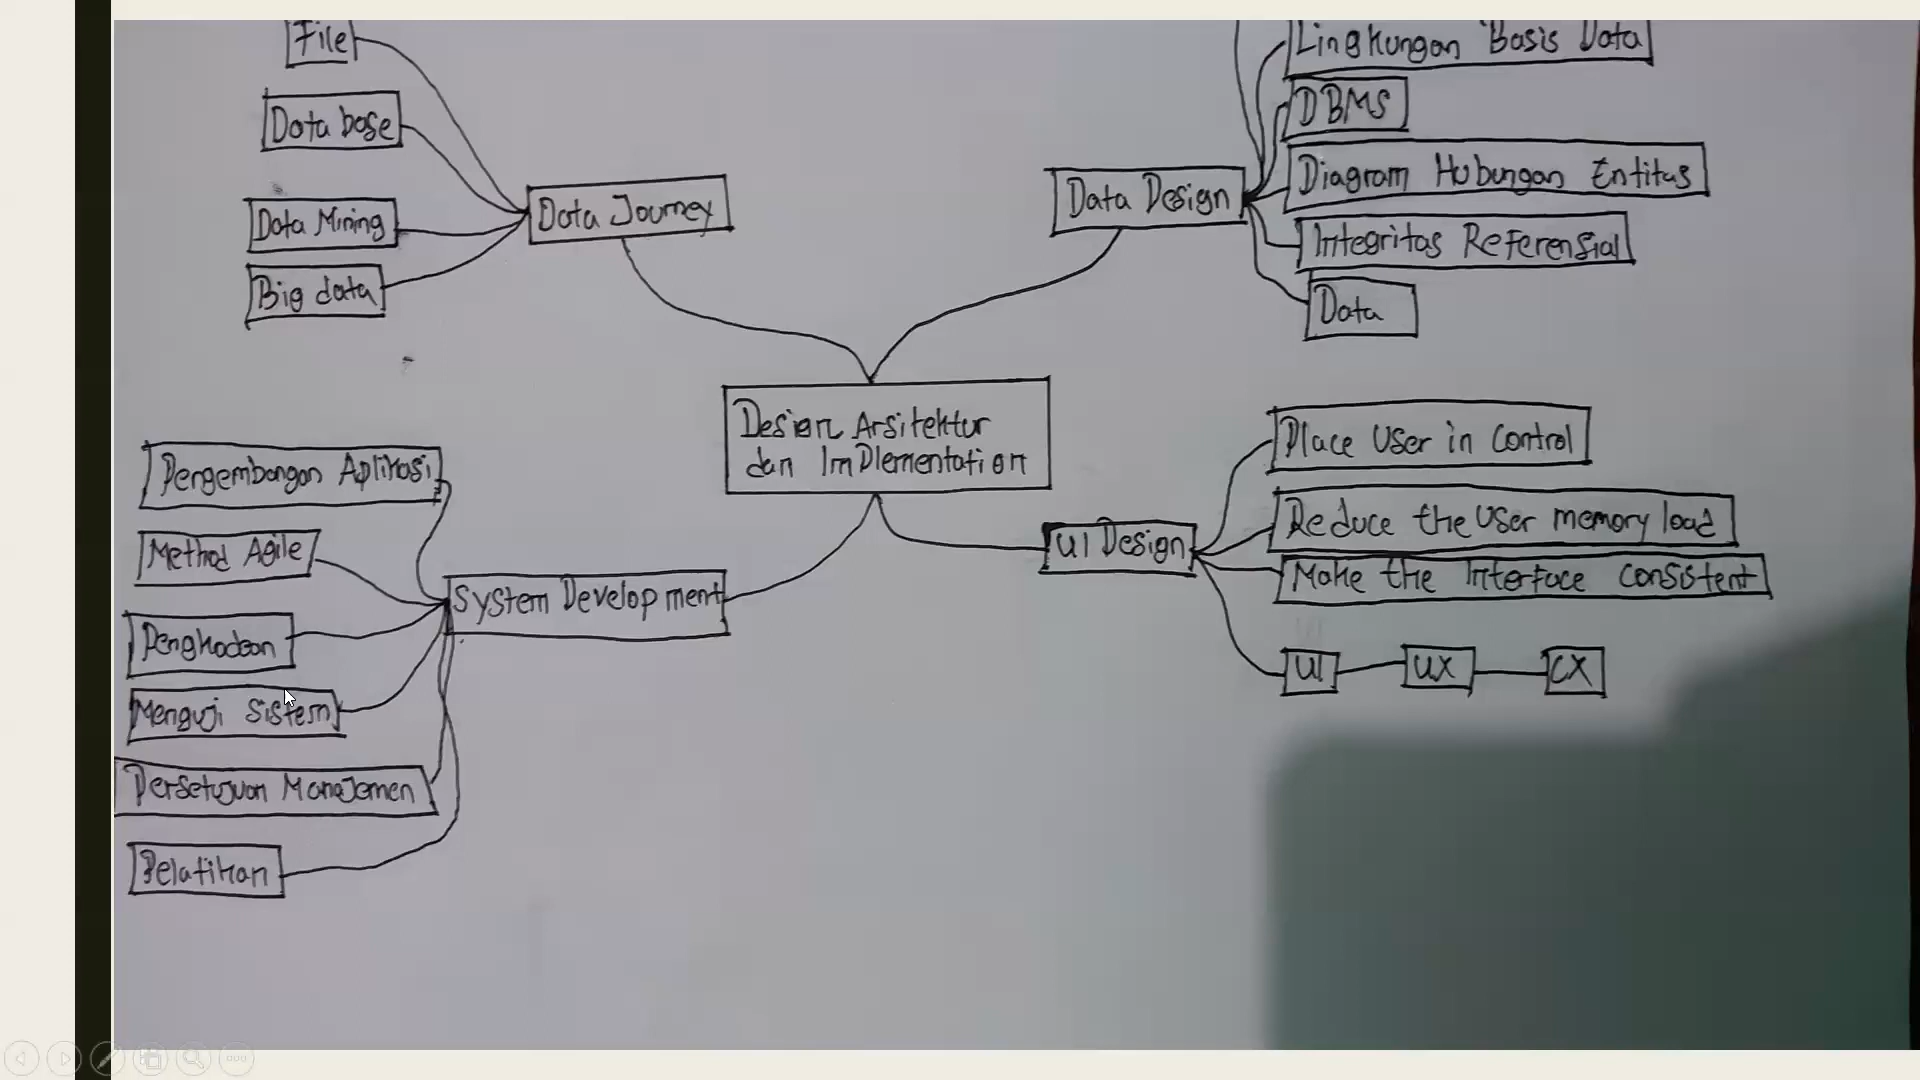 File
Data base
Data Mining
Big data
Data Journey
Data Design
Lingkungan Basis Data
DBMS
Diagram Hubungan Entitas
Integritas Referensial
Data
Design Arsitektur
dan Implementation
Pengembangan Aplikasi
Method Agile
Pengkodean
Menguji Sistem
Persetujuan Manajemen
Pelatihan
System Development
UI Design
Place User in Control
Reduce the User memory load
Make the Interface Consistent
UI
UX
CX